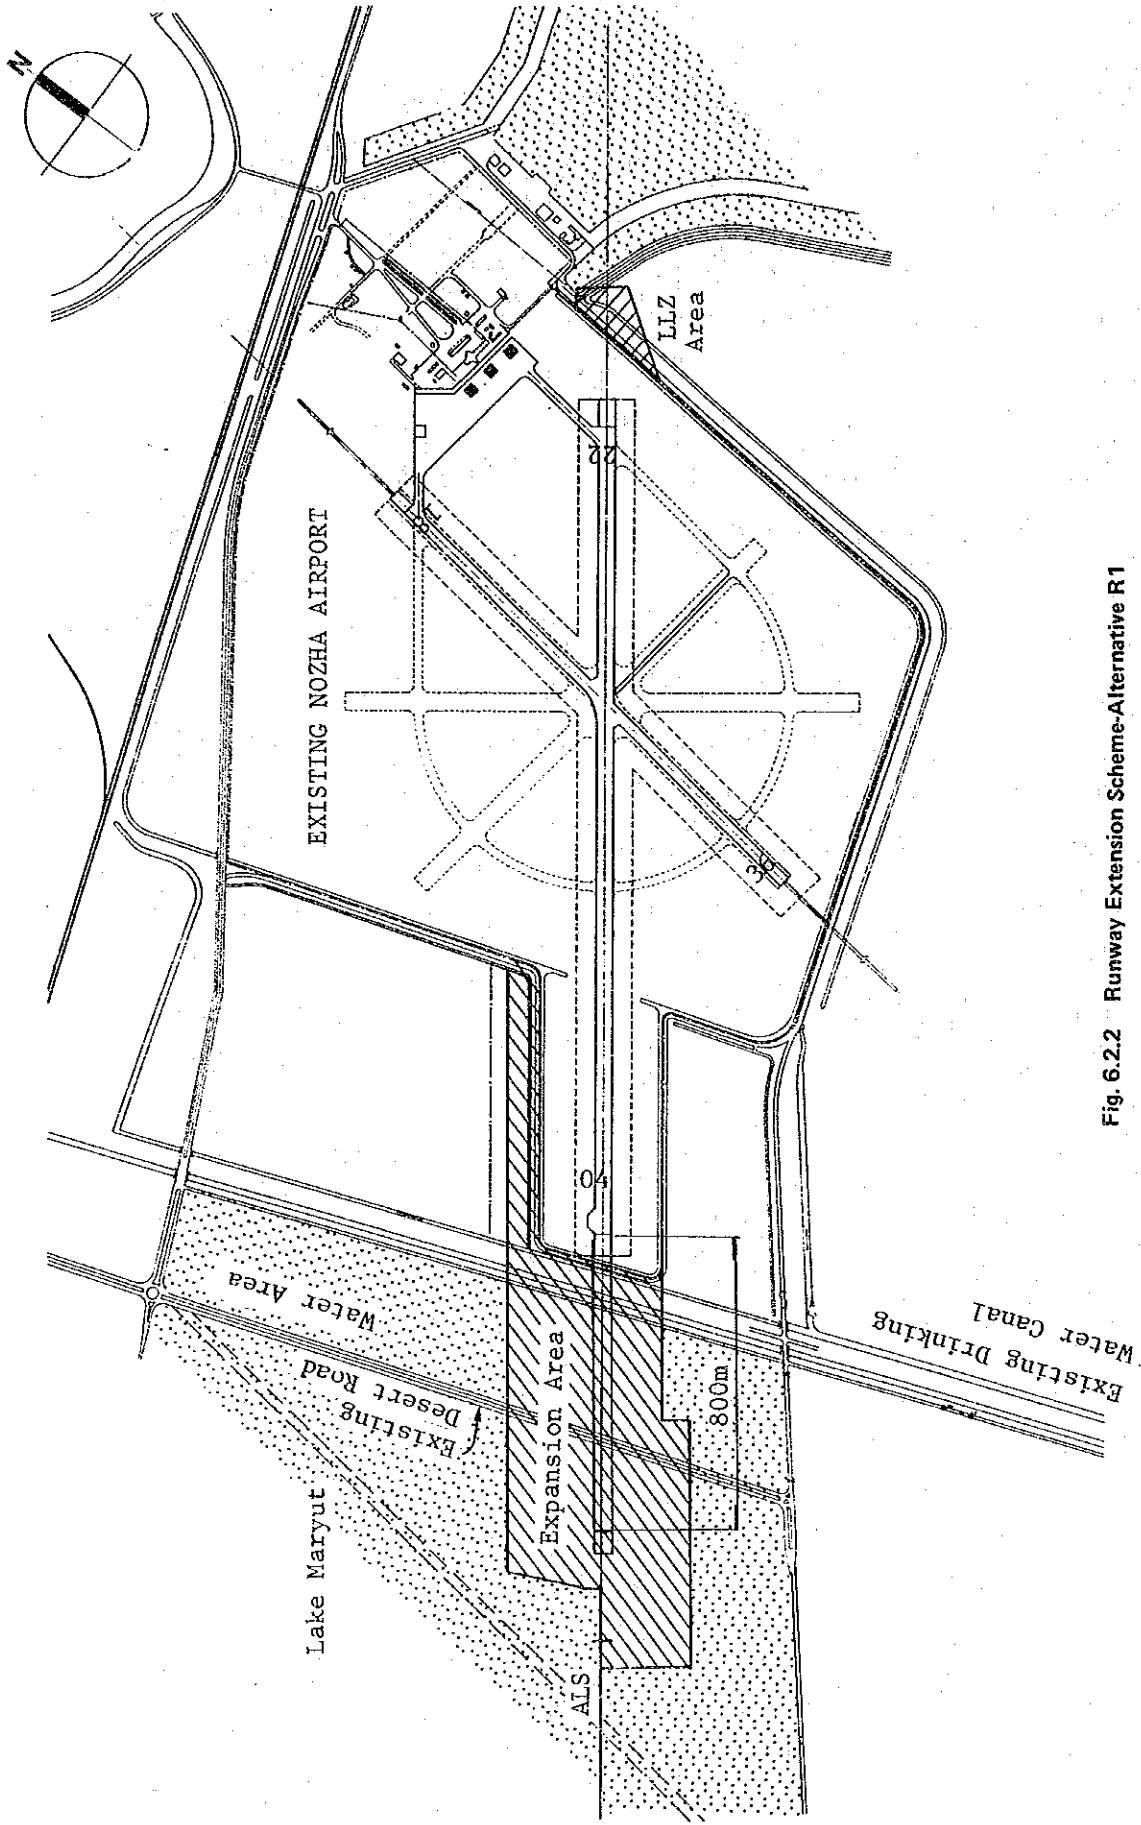 N
EXISTING NOZHA AIRPORT
LLZ
Area
22
18
36
04
Water Area
Existing
Desert Road
Lake Maryut
Expansion Area
800m
ALS
Existing Drinking
Water Canal
Fig. 6.2.2 Runway Extension Scheme-Alternative R1